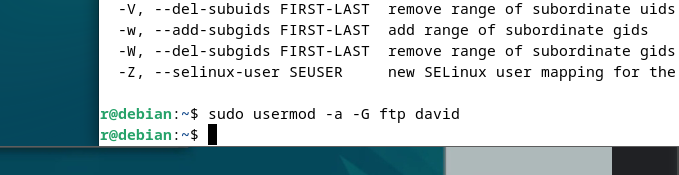 -V, --del-subuids FIRST-LAST  remove range of subordinate uids
-w, --add-subgids FIRST-LAST  add range of subordinate gids
-W, --del-subgids FIRST-LAST  remove range of subordinate gids
-Z, --selinux-user SEUSER     new SELinux user mapping for the
r@debian:~$ sudo usermod -a -G ftp david
r@debian:~$